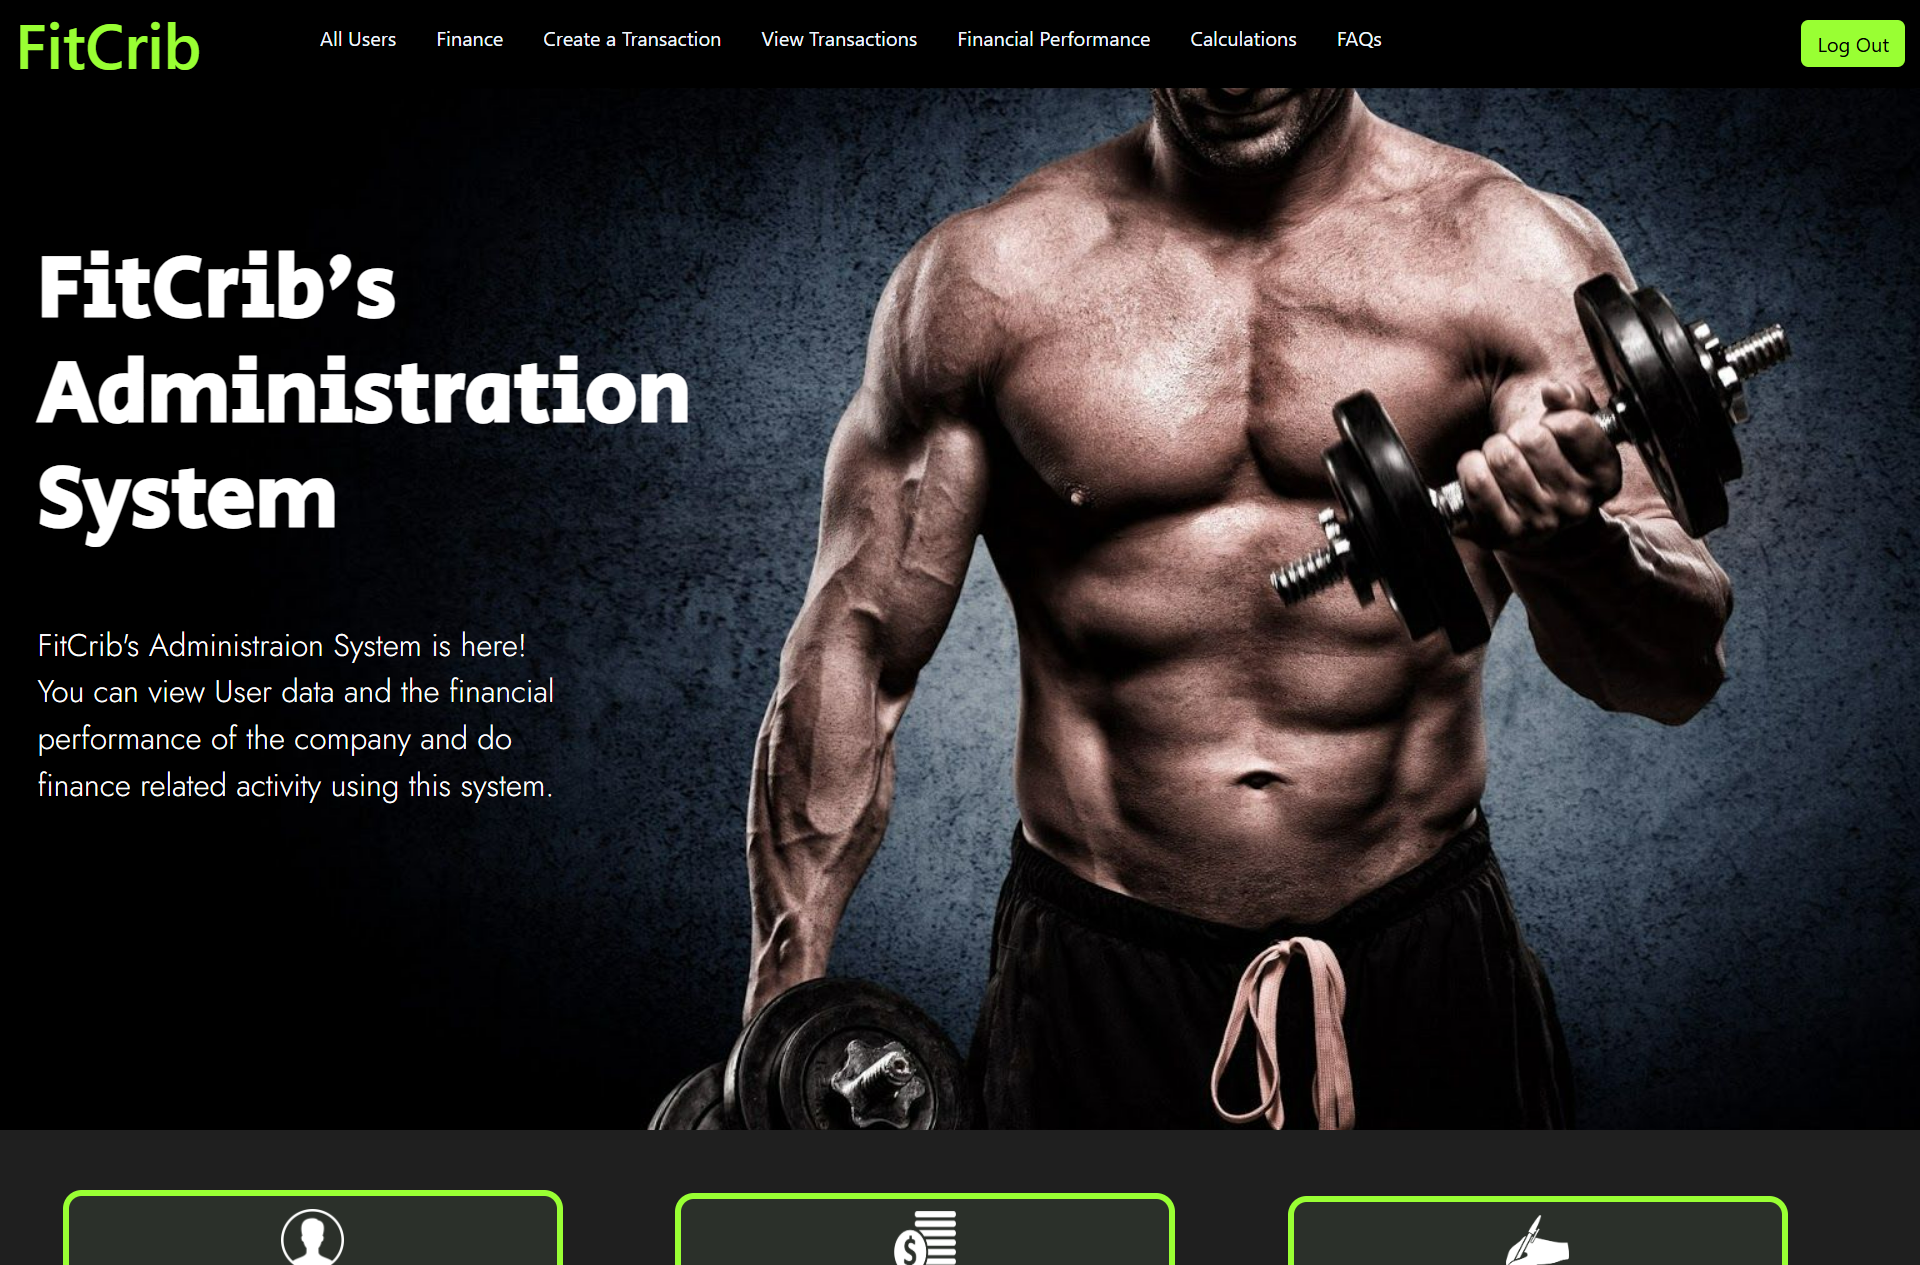 FitCrib
All Users
Finance
Create a Transaction
View Transactions
Financial Performance
Calculations
FAQs
Log Out
FitCrib's
Administration
System
FitCrib's Administraion System is here!
You can view User data and the financial
performance of the company and do
finance related activity using this system.
$